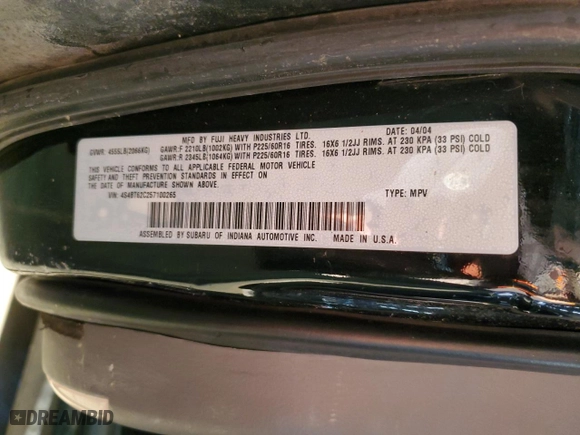 MFD BY FUJI HEAVY INDUSTRIES LTD. DATE: 04/04
GVWR: 4555LB(2066KG) GAWR:F 2210LB(1002KG) WITH P225/60R16 TIRES. 16X6 1/2JJ RIMS. AT 230 KPA (33 PSI) COLD
GAWR:R 2345LB(1064KG) WITH P225/60R16 TIRES. 16X6 1/2JJ RIMS. AT 230 KPA (33 PSI) COLD
THIS VEHICLE CONFORMS TO ALL APPLICABLE FEDERAL MOTOR VEHICLE
SAFETY AND THEFT PREVENTION STANDARDS IN EFFECT ON
THE DATE OF MANUFACTURE SHOWN ABOVE.
VIN: 4S4BT62C257100265 TYPE: MPV
ASSEMBLED BY SUBARU OF INDIANA AUTOMOTIVE INC. MADE IN U.S.A.
DREAMBID